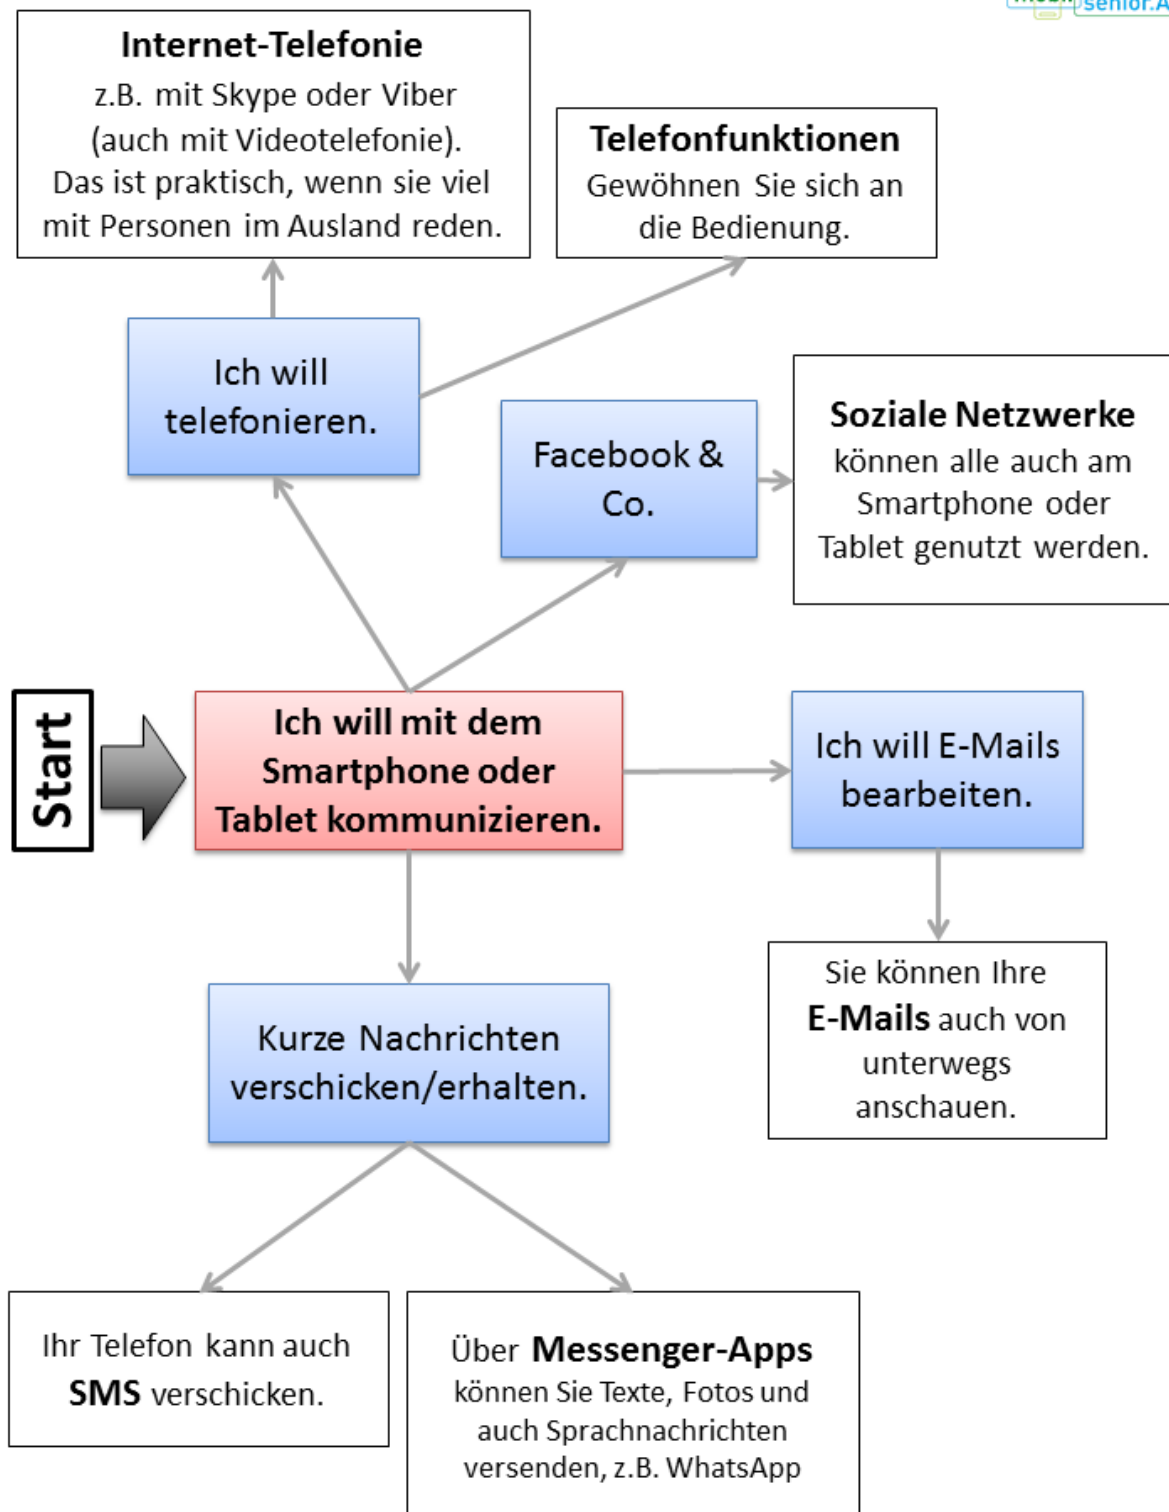 senior.A
Internet-Telefonie
z.B. mit Skype oder Viber
(auch mit Videotelefonie).
Das ist praktisch, wenn sie viel
mit Personen im Ausland reden.
Telefonfunktionen
Gewöhnen Sie sich an
die Bedienung.
Ich will
telefonieren.
Facebook &
Co.
Soziale Netzwerke
können alle auch am
Smartphone oder
Tablet genutzt werden.
Start
Ich will mit dem
Smartphone oder
Tablet kommunizieren.
Ich will E-Mails
bearbeiten.
Sie können Ihre
E-Mails auch von
unterwegs
anschauen.
Kurze Nachrichten
verschicken/erhalten.
Ihr Telefon kann auch
SMS verschicken.
Über Messenger-Apps
können Sie Texte, Fotos und
auch Sprachnachrichten
versenden, z.B. WhatsApp